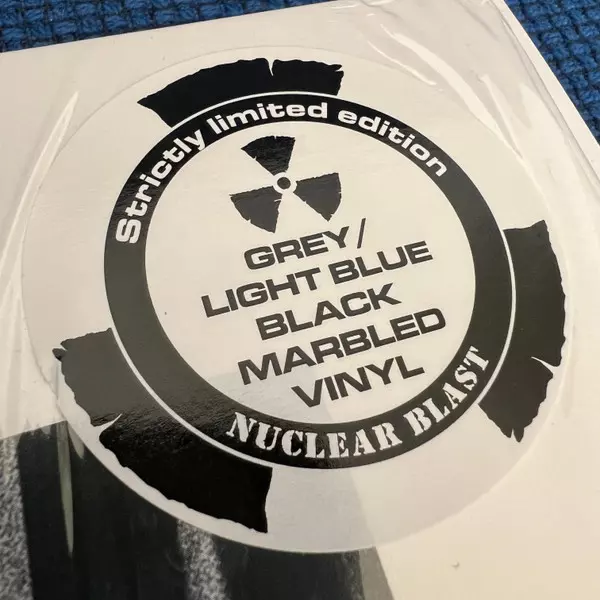 Strictly limited edition
GREY/
LIGHT BLUE
BLACK
MARBLED
VINYL
NUCLEAR BLAST